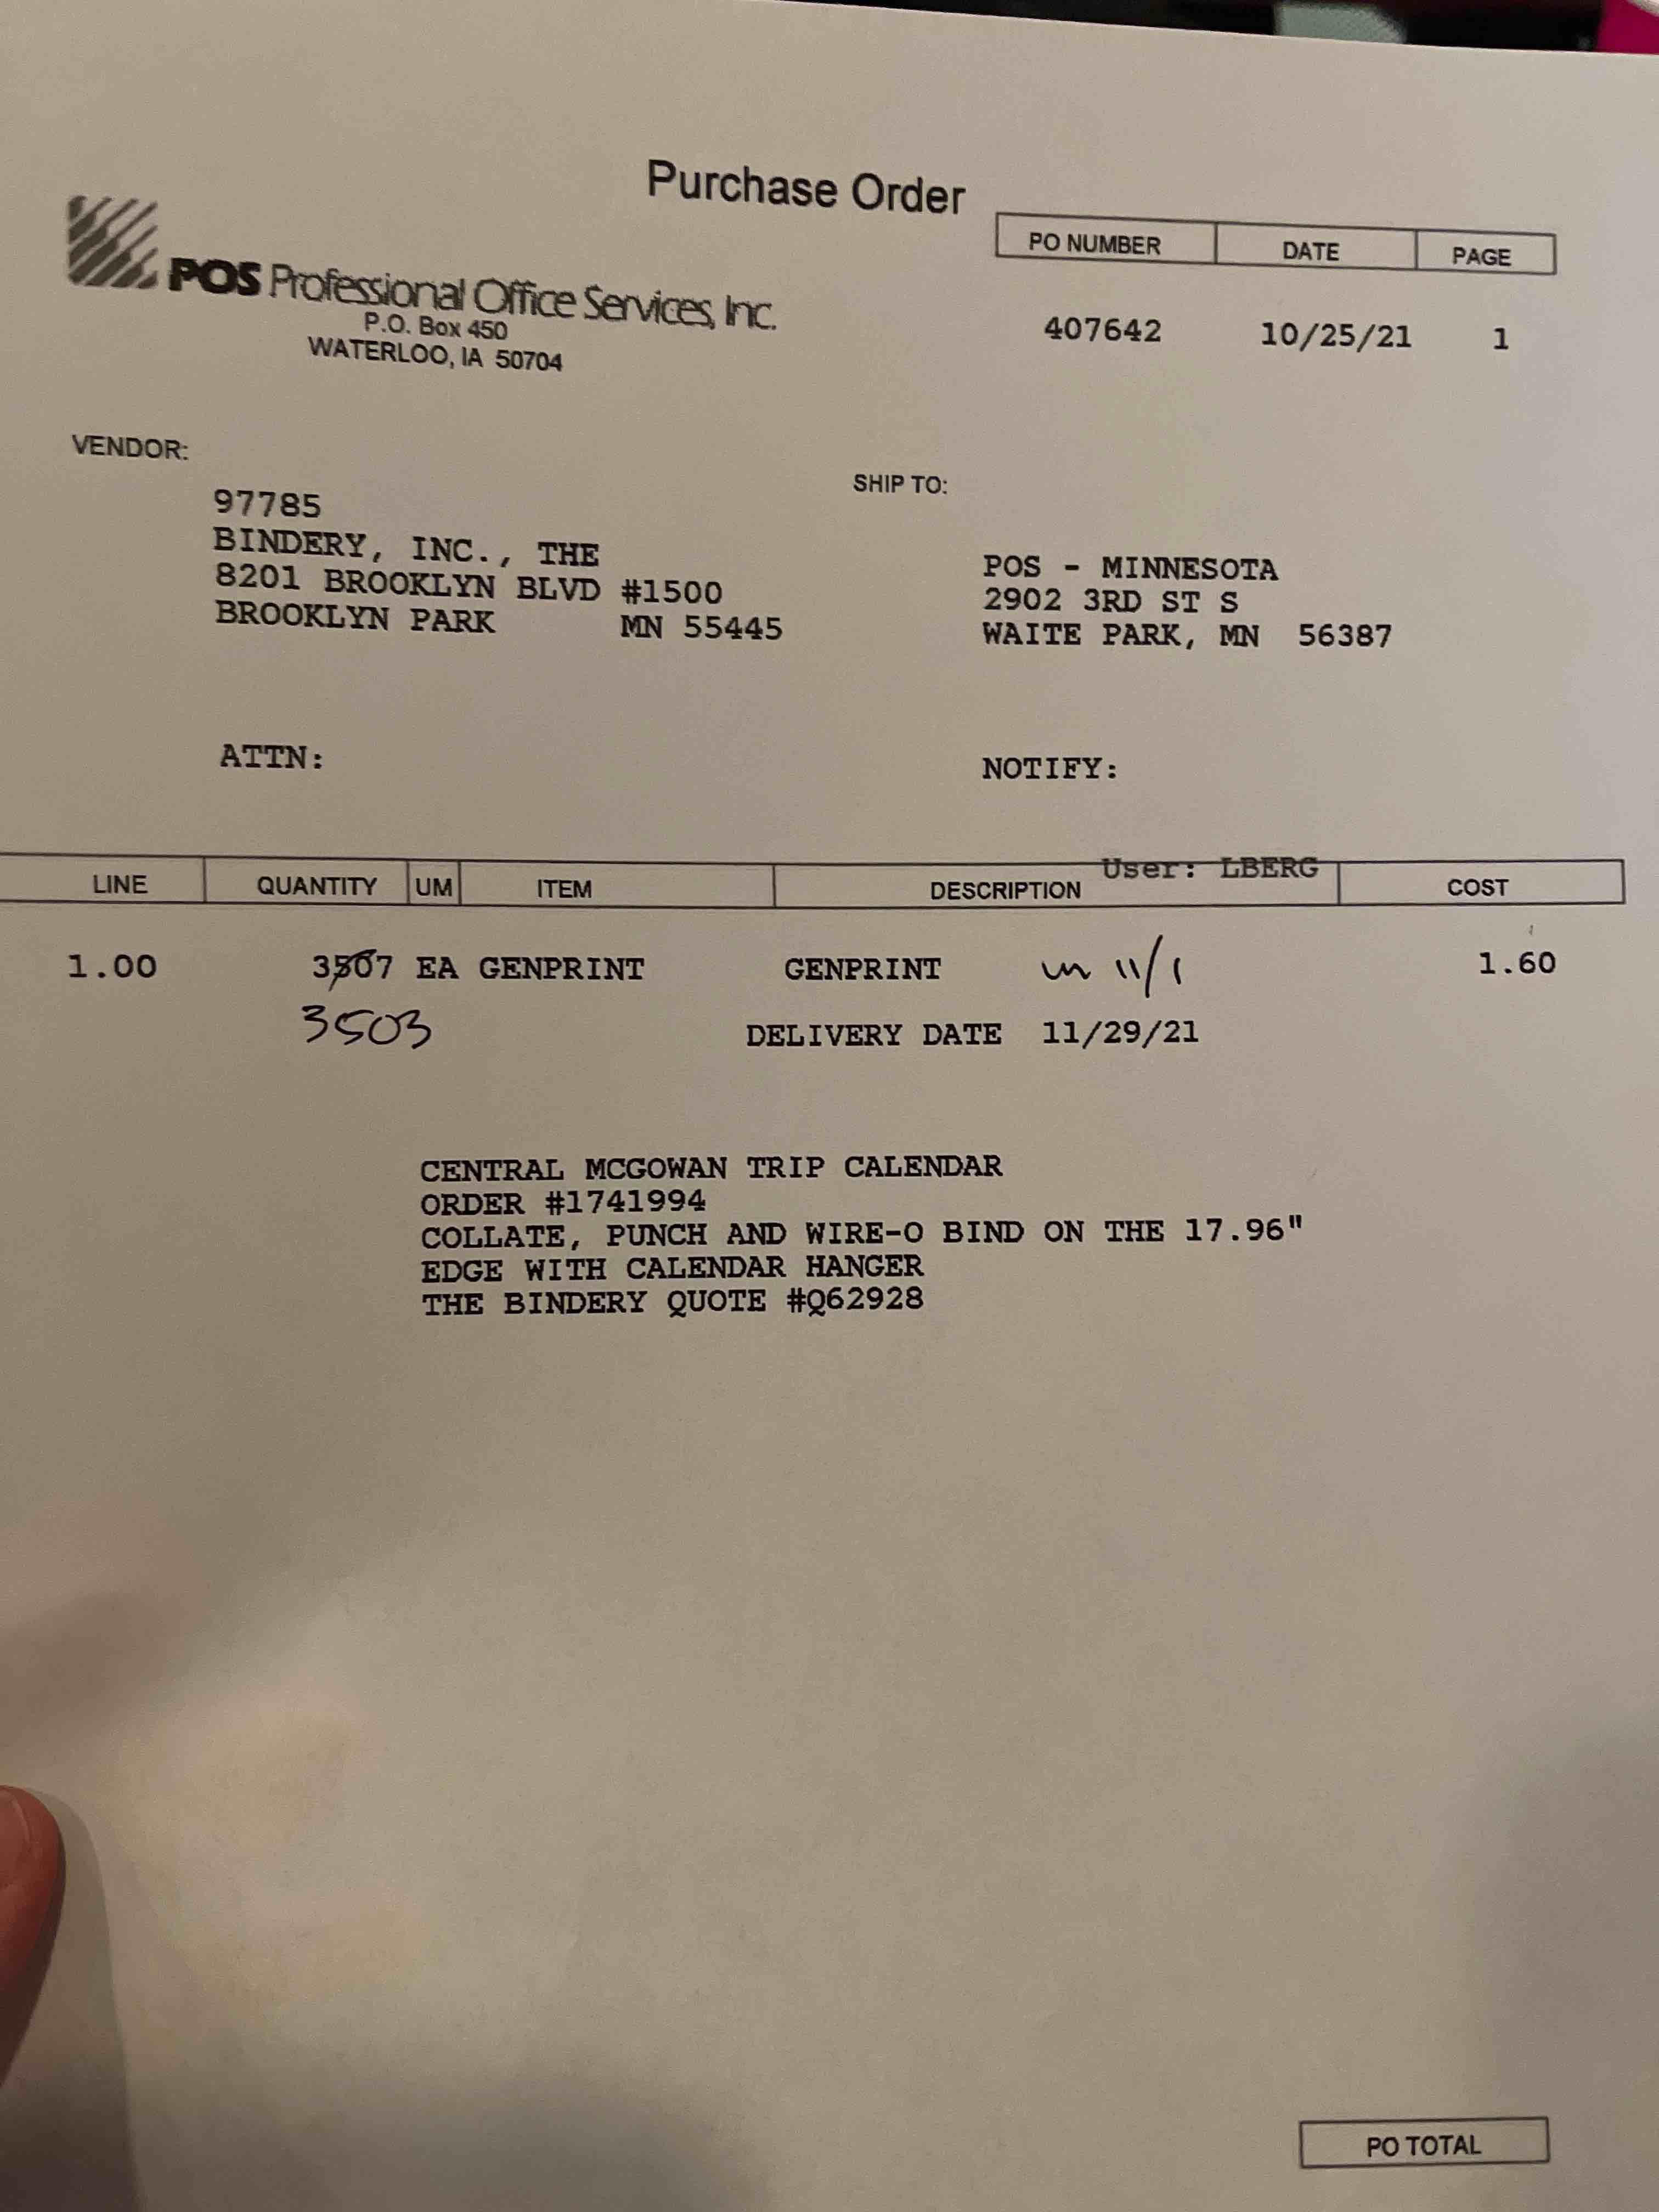 Purchase Order
PO NUMBER DATE PAGE
POS Professional Office Services, Inc.
P.O. Box 450
WATERLOO, IA 50704
407642 10/25/21 1
VENDOR:
SHIP TO:
97785
BINDERY, INC., THE
8201 BROOKLYN BLVD #1500
BROOKLYN PARK MN 55445
POS - MINNESOTA
2902 3RD ST S
WAITE PARK, MN 56387
ATTN:
NOTIFY:
User: LBERG
LINE QUANTITY UM ITEM DESCRIPTION COST
1.00 3507 EA GENPRINT GENPRINT 11/1 1.60
3503
DELIVERY DATE 11/29/21
CENTRAL MCGOWAN TRIP CALENDAR
ORDER #1741994
COLLATE, PUNCH AND WIRE-O BIND ON THE 17.96"
EDGE WITH CALENDAR HANGER
THE BINDERY QUOTE #Q62928
PO TOTAL